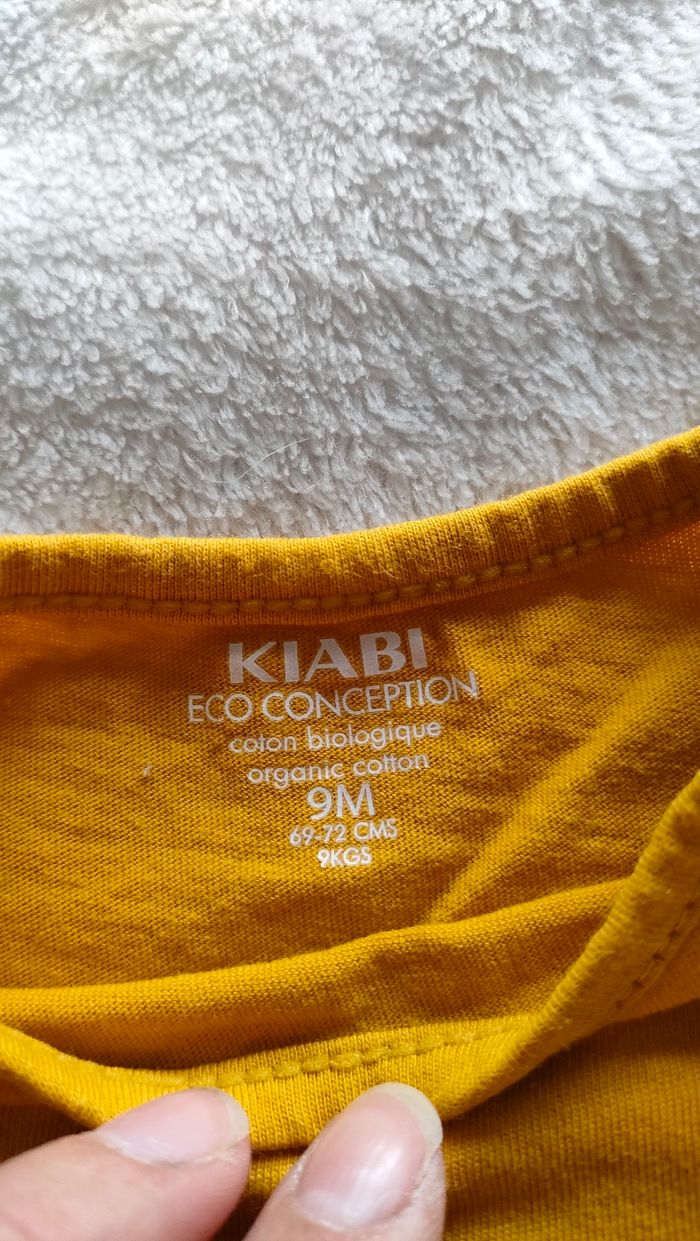 KIABI
ECO CONCEPTION
coton biologique
organic cotton
9M
69-72 CMS
9KGS